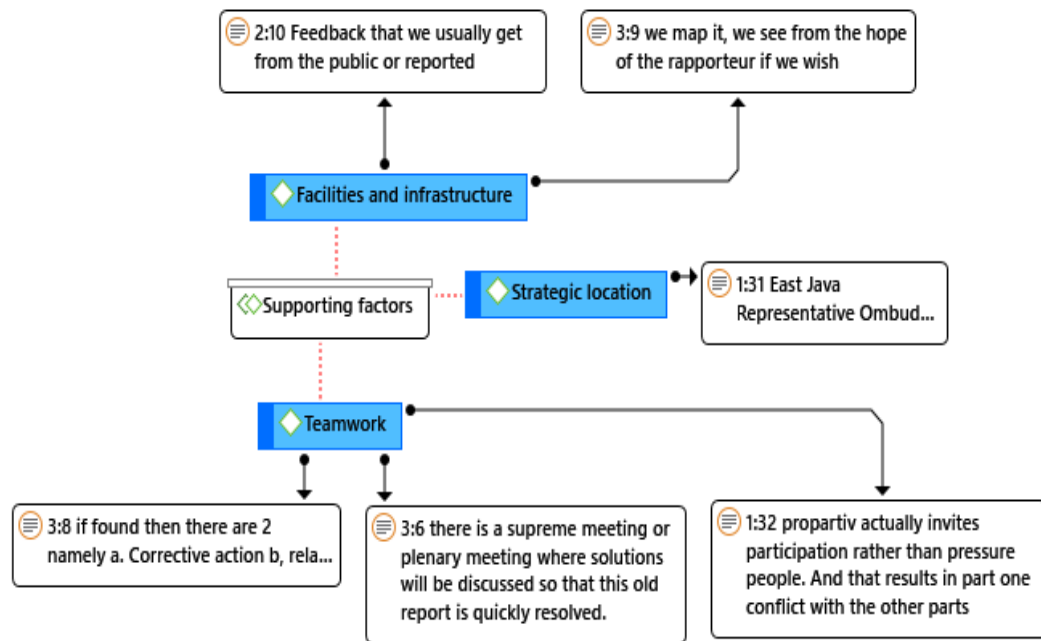 2:10 Feedback that we usually get
from the public or reported
3:9 we map it, we see from the hope
of the rapporteur if we wish
Facilities and infrastructure
Supporting factors
Strategic location
1:31 East Java
Representative Ombud...
Teamwork
3:8 if found then there are 2
namely a. Corrective action b, rela...
3:6 there is a supreme meeting or
plenary meeting where solutions
will be discussed so that this old
report is quickly resolved.
1:32 propartiv actually invites
participation rather than pressure
people. And that results in part one
conflict with the other parts